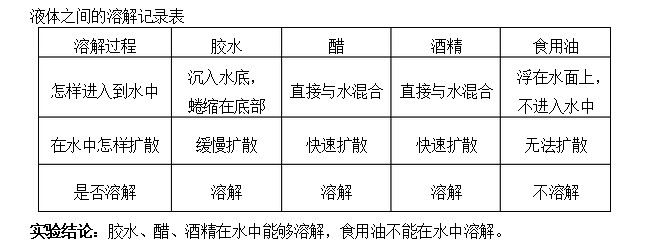 液体之间的溶解记录表
溶解过程 胶水 醋 酒精 食用油
怎样进入到水中 沉入水底，蜷缩在底部 直接与水混合 直接与水混合 浮在水面上，不进入水中
在水中怎样扩散 缓慢扩散 快速扩散 快速扩散 无法扩散
是否溶解 溶解 溶解 溶解 不溶解
实验结论：胶水、醋、酒精在水中能够溶解，食用油不能在水中溶解。